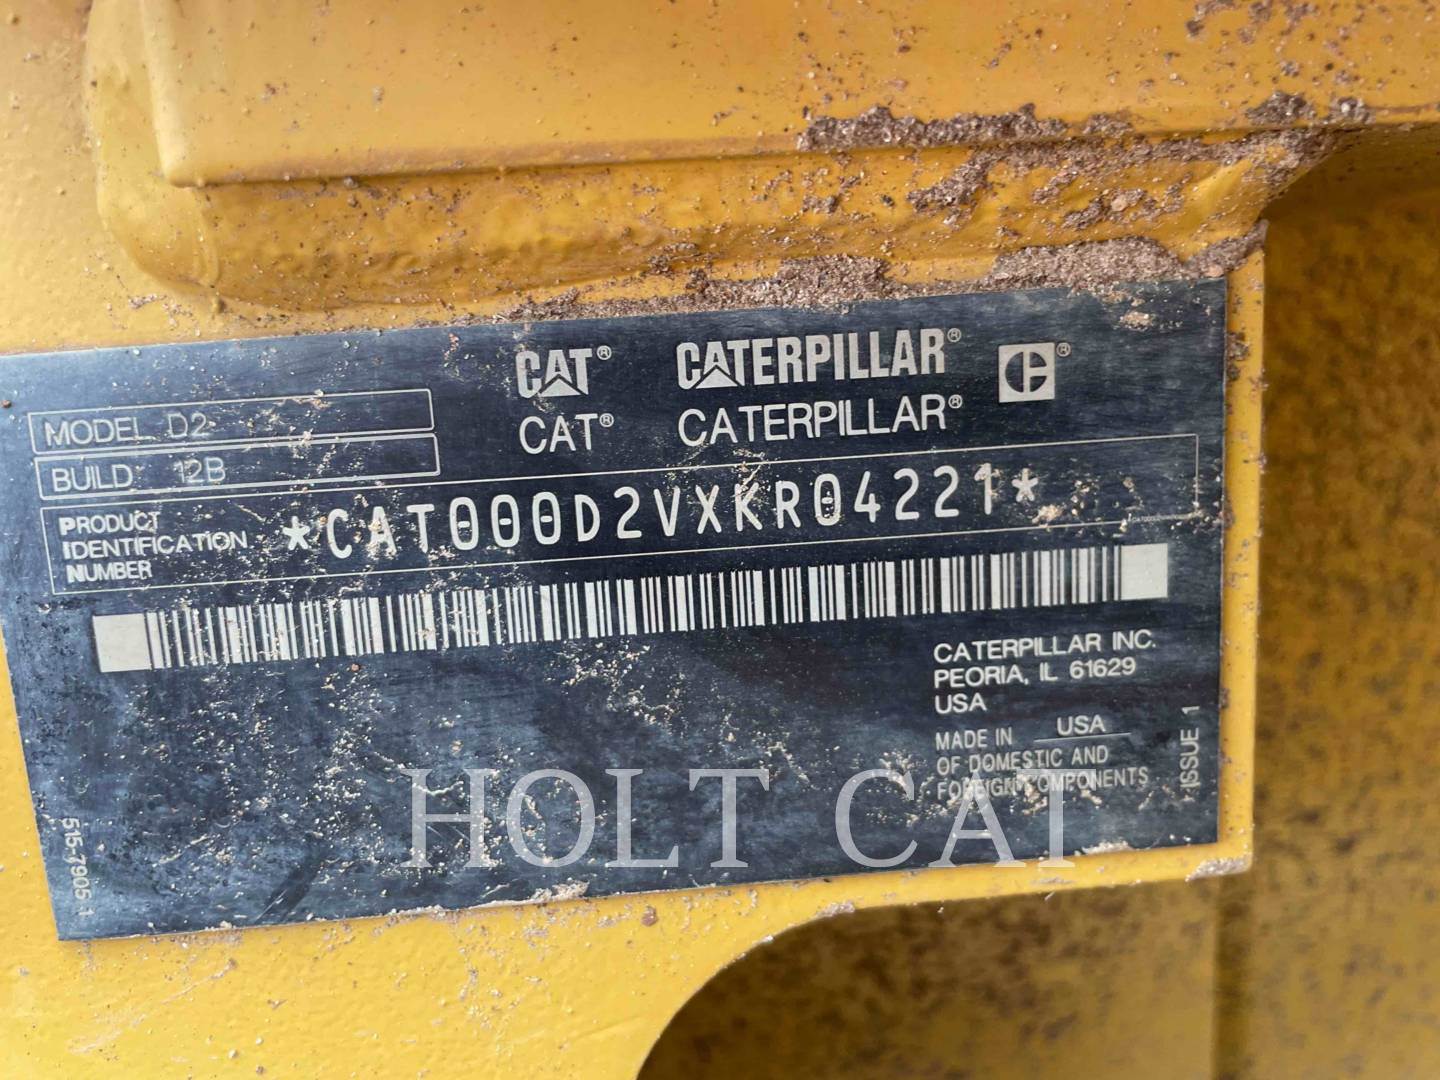 CAT® CATERPILLAR® ®
CAT® CATERPILLAR®
MODEL D2
BUILD: 12B
PRODUCT
IDENTIFICATION
NUMBER
*CAT000D2VXKR04221*
CATERPILLAR INC.
PEORIA, IL 61629
USA
MADE IN USA
OF DOMESTIC AND
FOREIGN COMPONENTS
ISSUE 1
515-7905 1
HOLT CAT